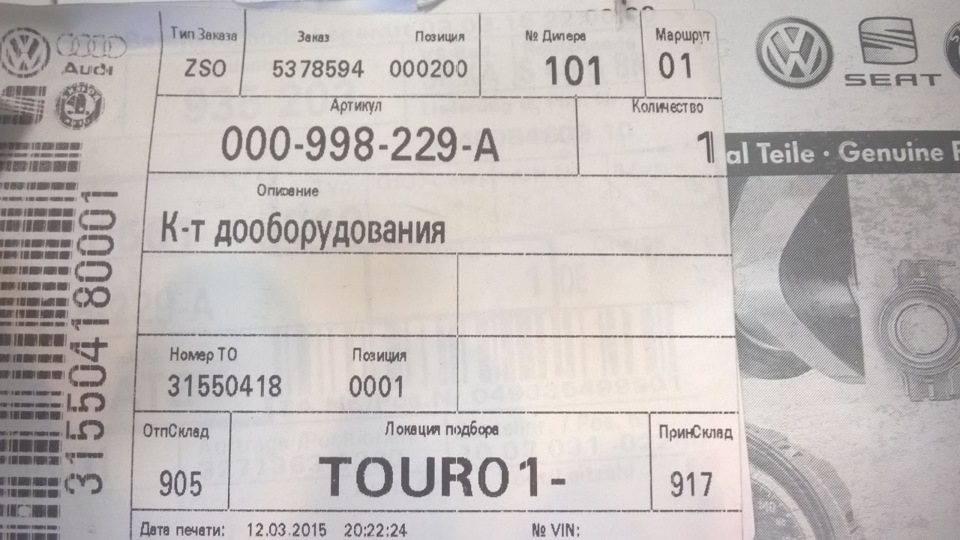 Audi
Тип Заказа Заказ Позиция № Дилера Маршрут
ZSO 5378594 000200 101 01
Артикул Количество
000-998-229-A 1
Описание
К-т дооборудования
Номер ТО Позиция
31550418 0001
ОтпСклад Локация подбора ПринСклад
905 TOUR01- 917
Дата печати: 12.03.2015 20:22:24 № VIN:
315504180001
SEAT
al Teile · Genuine